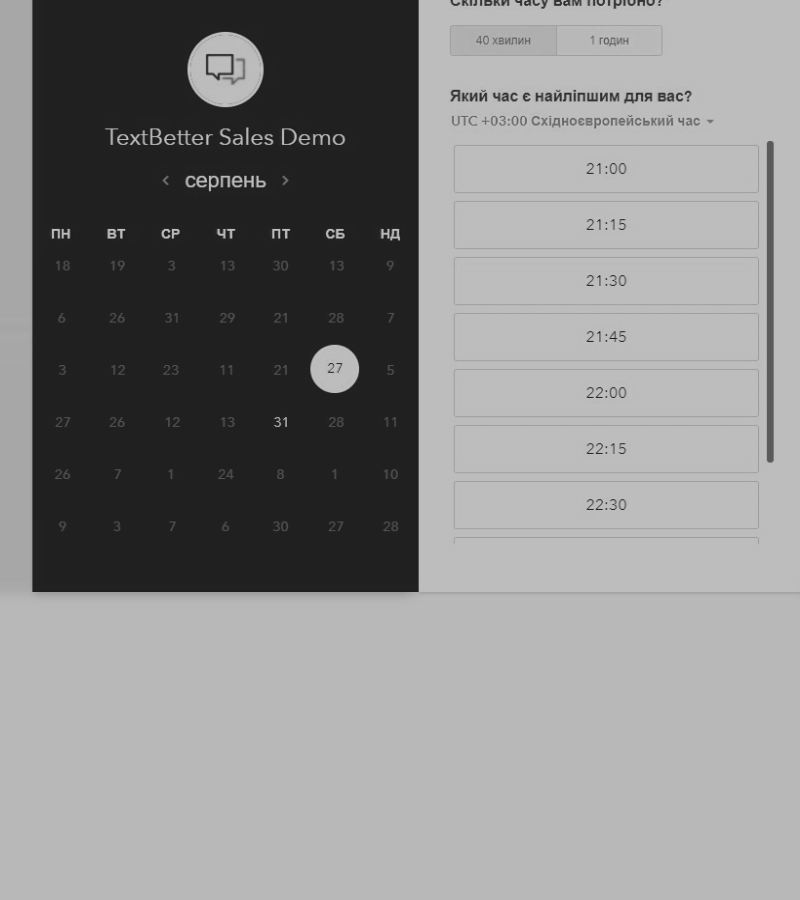 TextBetter Sales Demo
серпень
ПН ВТ СР ЧТ ПТ СБ НД
18 19 3 13 30 13 9
6 26 31 29 21 28 7
3 12 23 11 21 27 5
27 26 12 13 31 28 11
26 7 1 24 8 1 10
9 3 7 6 30 27 28
Скільки часу вам потрібно?
40 хвилин 1 годин
Який час є найліпшим для вас?
UTC +03:00 Східноєвропейський час
21:00
21:15
21:30
21:45
22:00
22:15
22:30